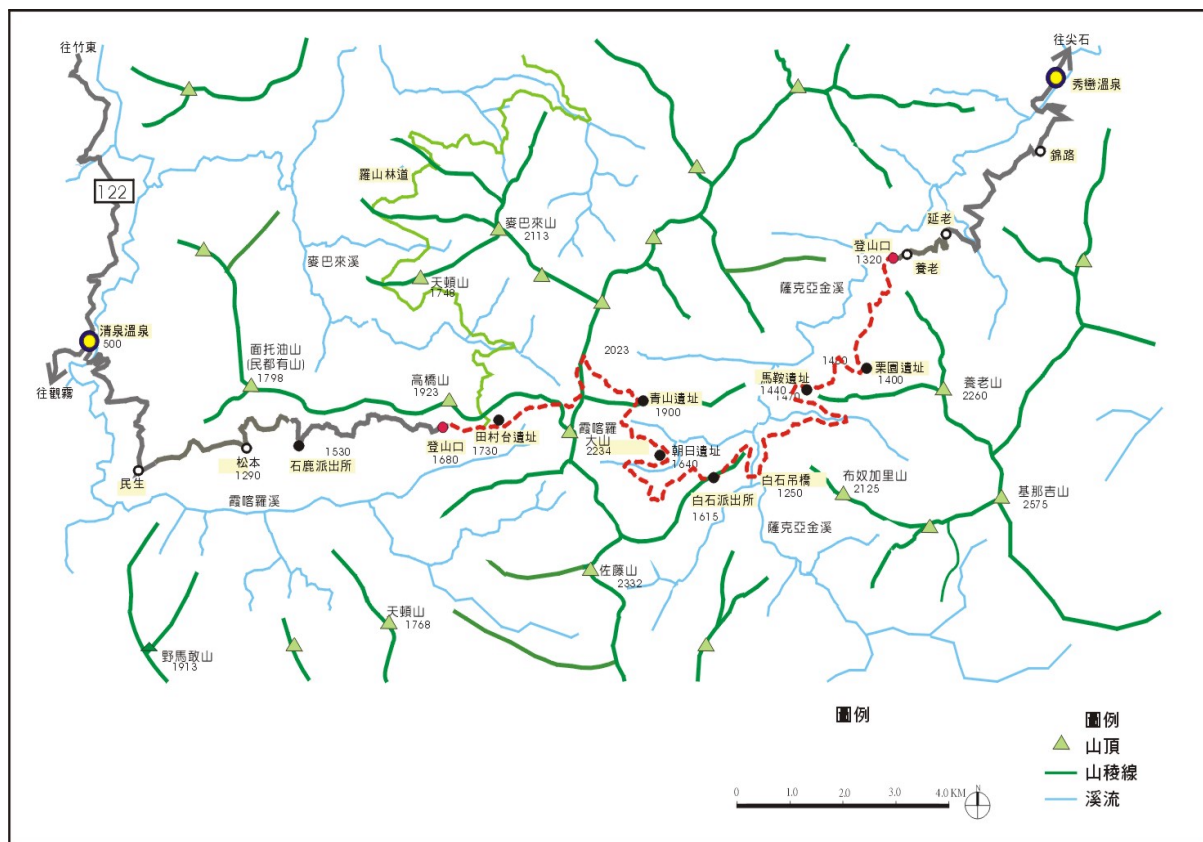 往竹東
往尖石
秀巒溫泉
錦路
122
羅山林道
延老
麥巴來山
2113
登山口
1320
養老
麥巴來溪
天頓山
1748
薩克亞金溪
清泉溫泉
500
面托油山
(民都有山)
1798
2023
1480
栗園遺址
1400
往觀霧
高橋山
1923
馬鞍遺址
1440
1470
養老山
2260
青山遺址
1900
登山口
1680
田村台遺址
1730
霞喀羅
大山
2234
朝日遺址
1640
松本
1290
1530
石鹿派出所
民生
白石吊橋
1250
布奴加里山
2125
基那吉山
2575
白石派出所
1615
霞喀羅溪
薩克亞金溪
佐藤山
2332
天頓山
1768
野馬敢山
1913
圖例
圖例
山頂
山稜線
溪流
0 1.0 2.0 4.0 KM
N